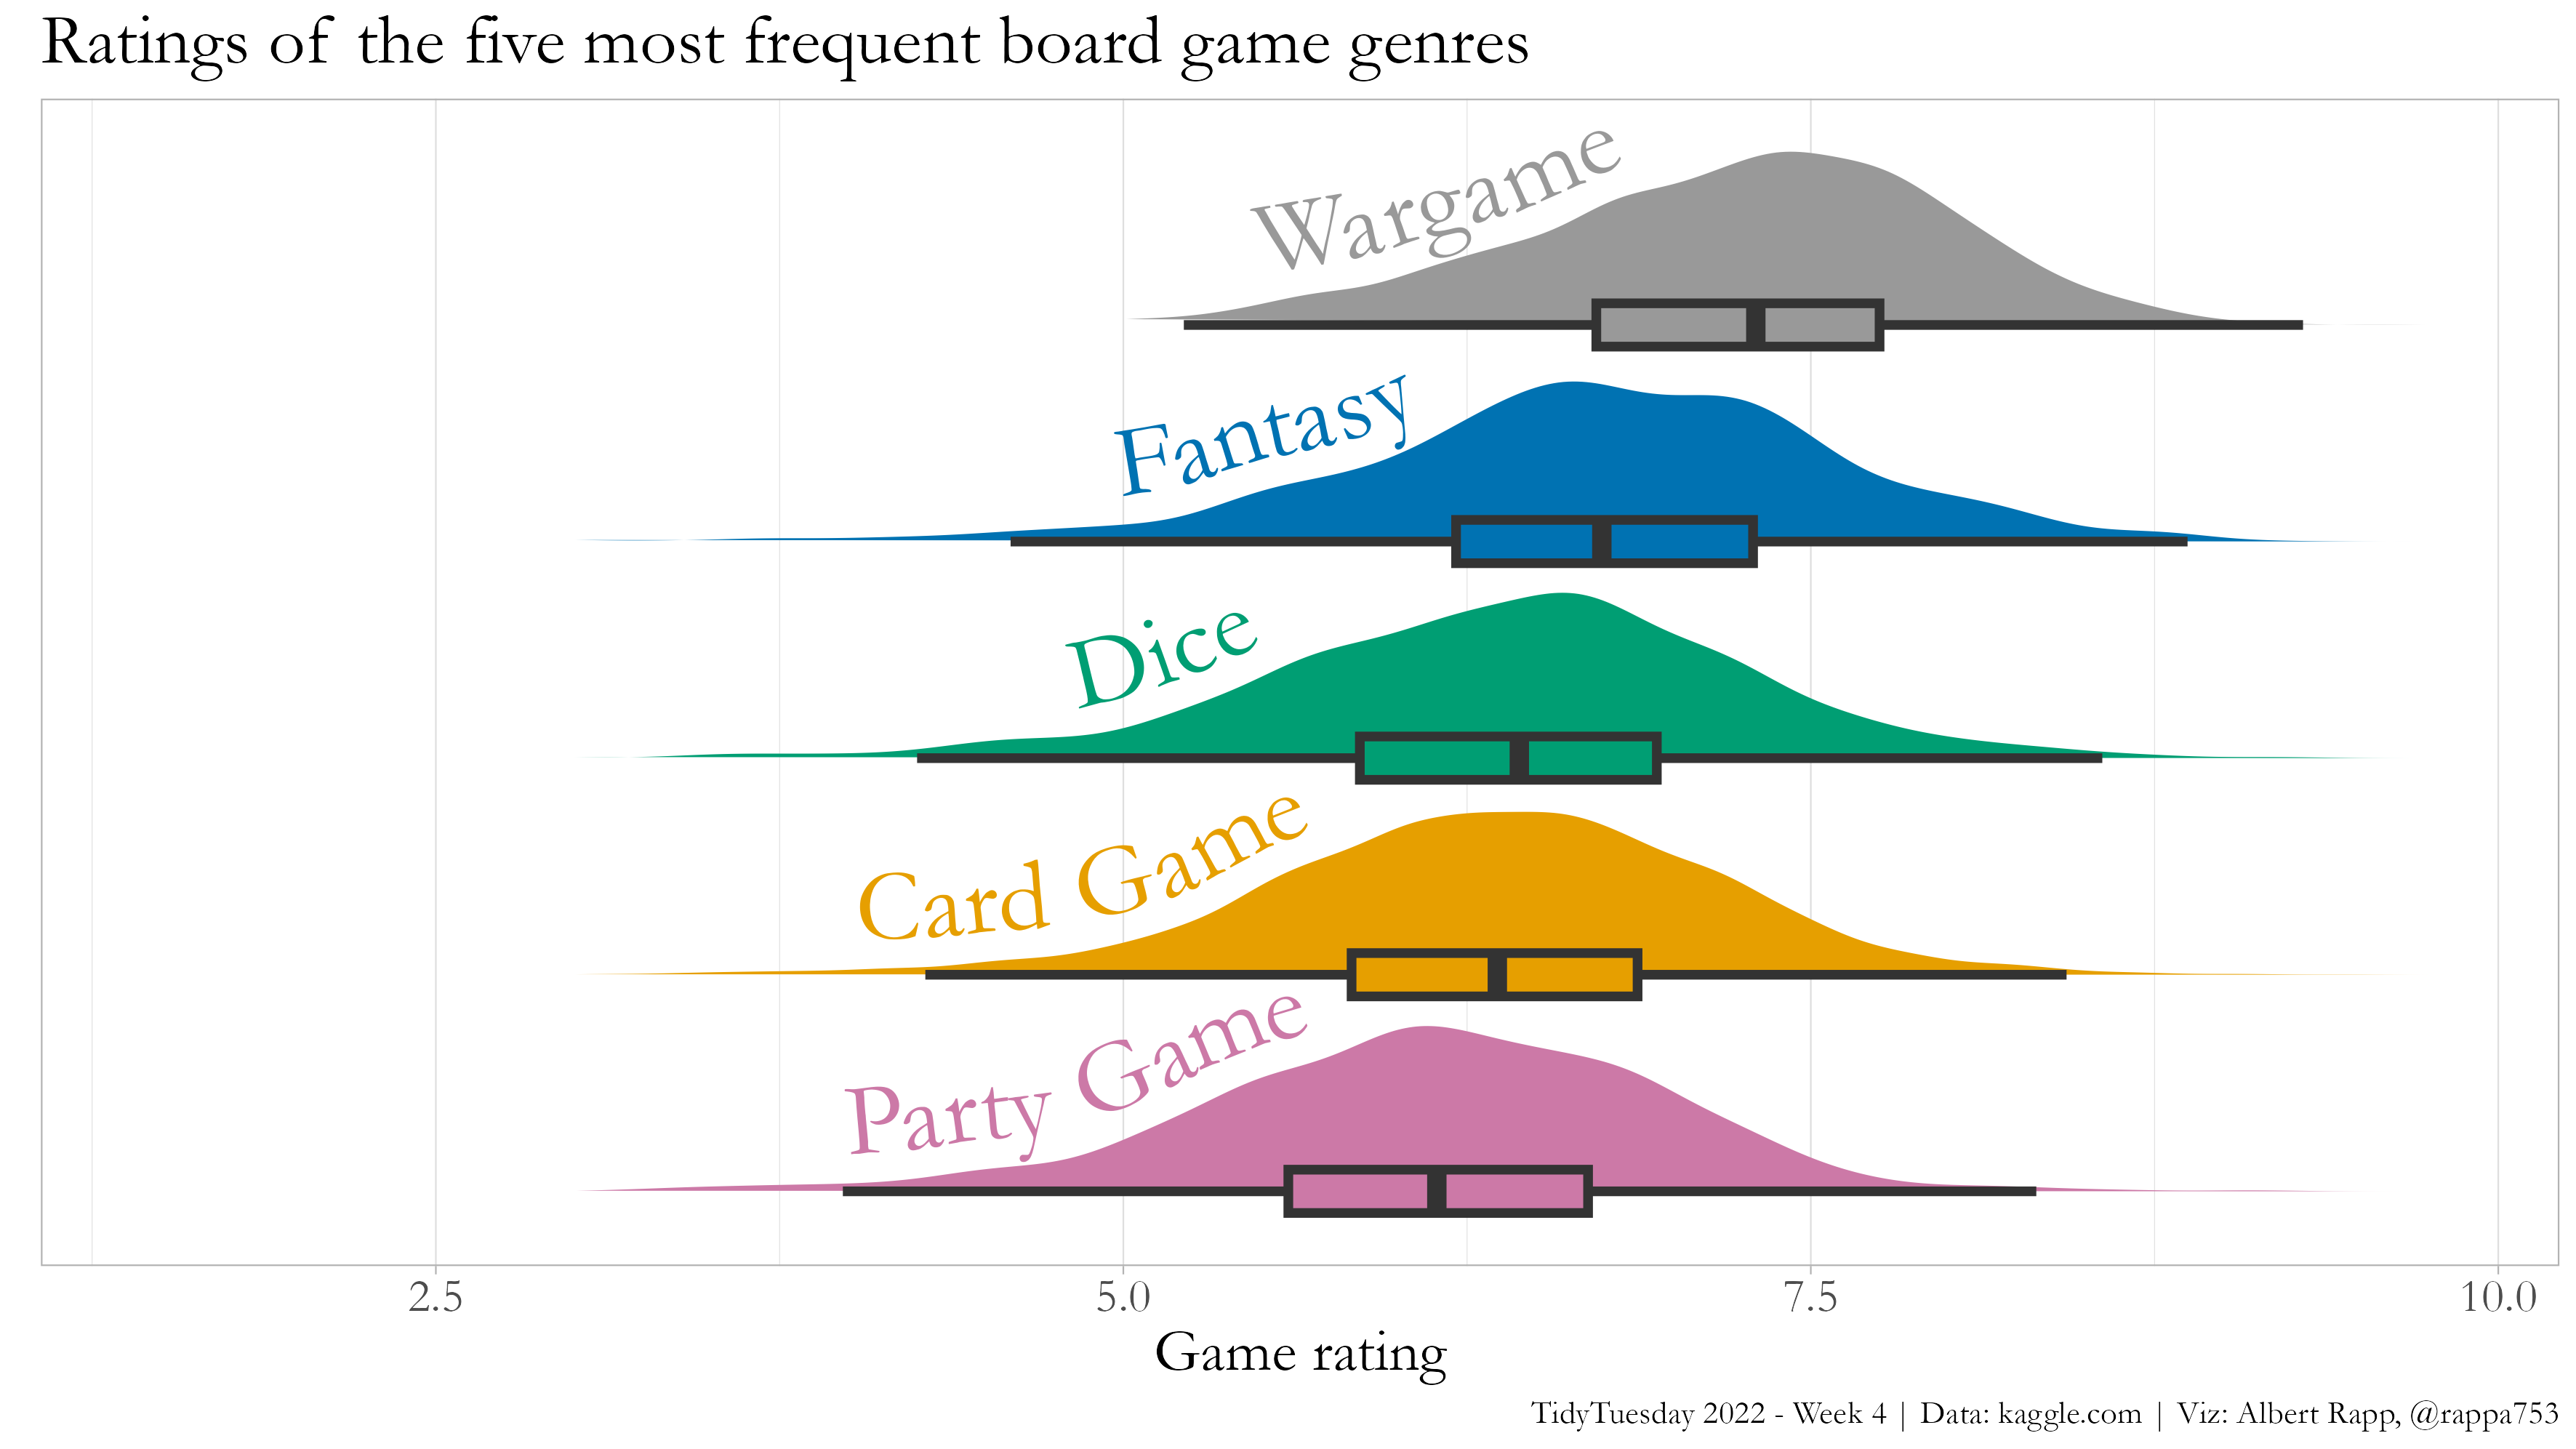 Ratings of the five most frequent board game genres
Wargame
Fantasy
Dice
Card Game
Party Game
2.5 5.0 7.5 10.0
Game rating
TidyTuesday 2022 - Week 4 | Data: kaggle.com | Viz: Albert Rapp, @rappa753